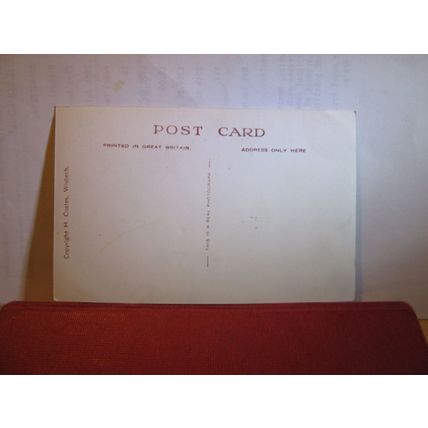 POST CARD
PRINTED IN GREAT BRITAIN.
ADDRESS ONLY HERE
THIS IS A REAL PHOTOGRAPH
Copyright H. Coates, Wisbech.